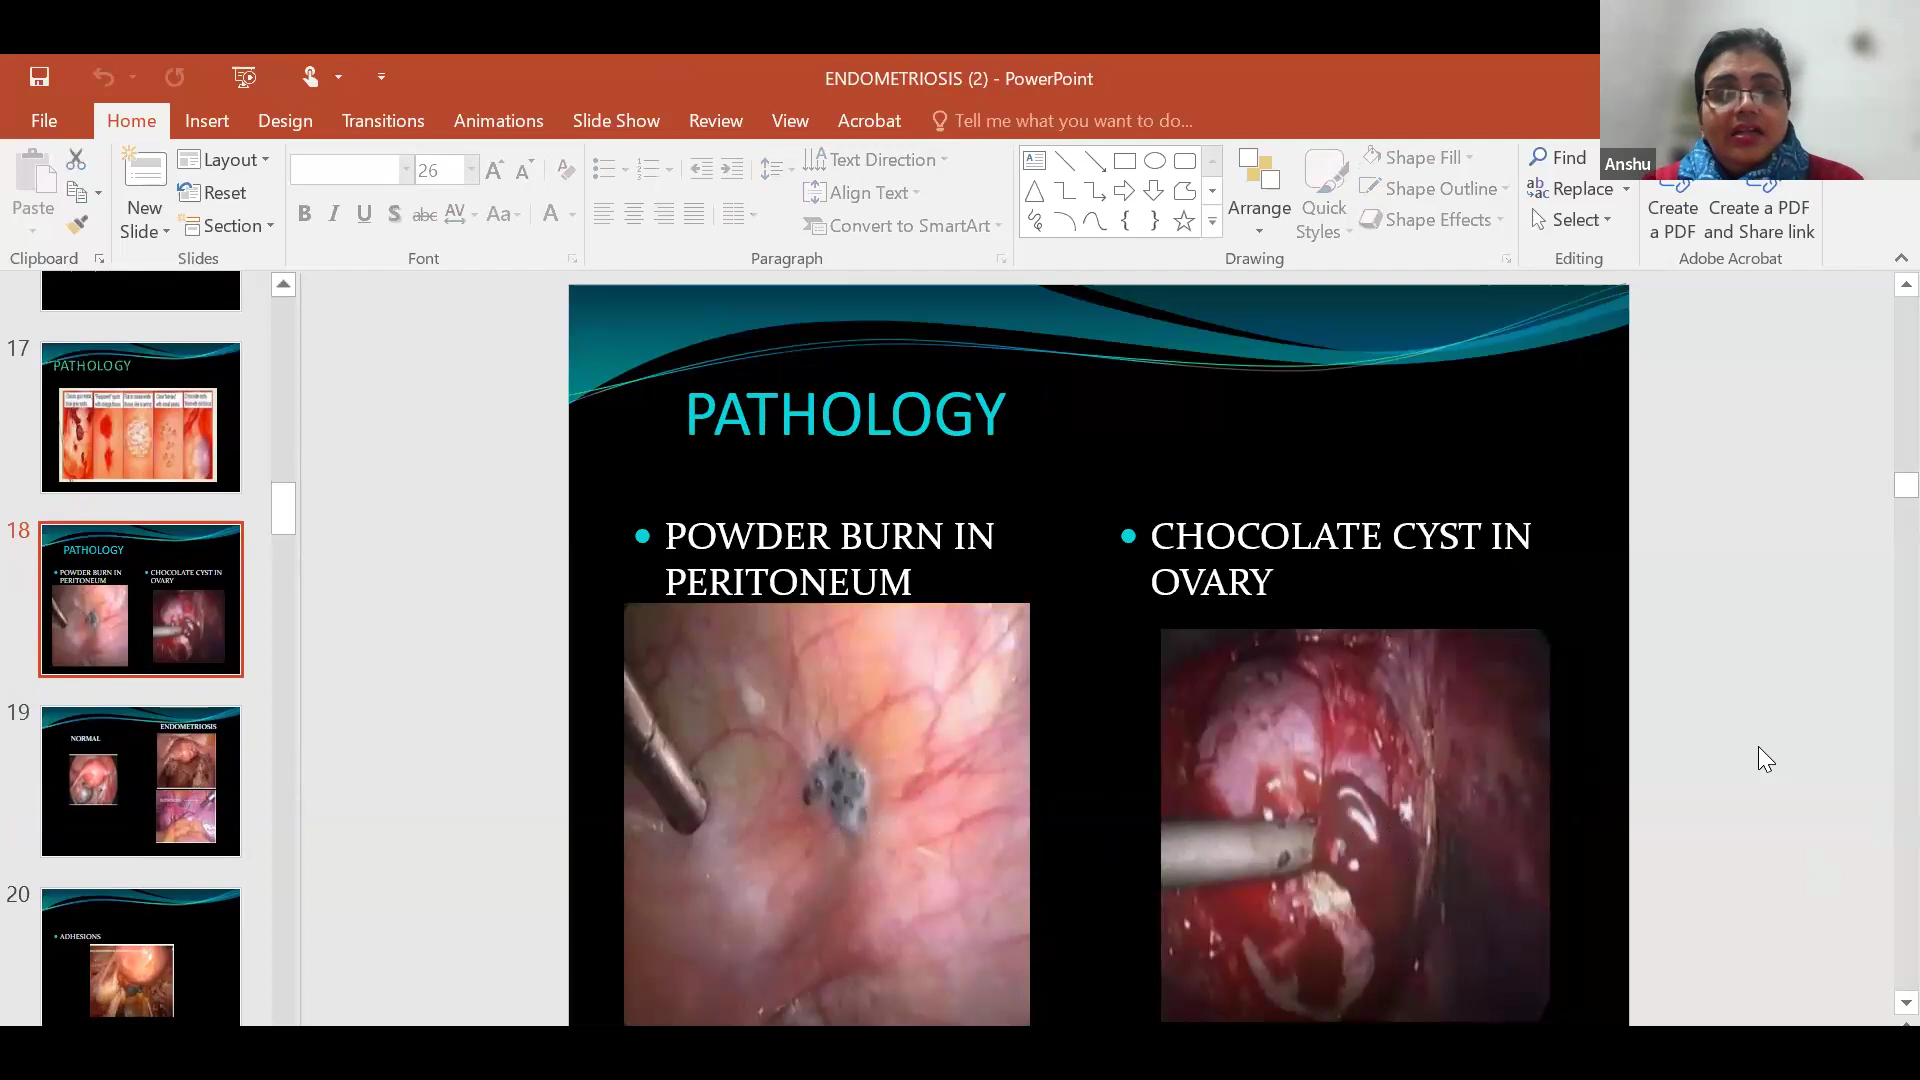 ENDOMETRIOSIS (2) - PowerPoint
File
Home
Insert
Design
Transitions
Animations
Slide Show
Review
View
Acrobat
Tell me what you want to do...
Anshu
Paste
Clipboard
New
Slide
Layout
Reset
Section
Slides
26
B I U S abc AV Aa A
Font
Text Direction
Align Text
Convert to SmartArt
Paragraph
Arrange
Quick
Styles
Shape Fill
Shape Outline
Shape Effects
Drawing
Find
Replace
Select
Editing
Create
a PDF
Create a PDF
and Share link
Adobe Acrobat
17
PATHOLOGY
18
PATHOLOGY
POWDER BURN IN
PERITONEUM
CHOCOLATE CYST IN
OVARY
19
NORMAL
ENDOMETRIOSIS
20
ADHESIONS
PATHOLOGY
• POWDER BURN IN
PERITONEUM
• CHOCOLATE CYST IN
OVARY